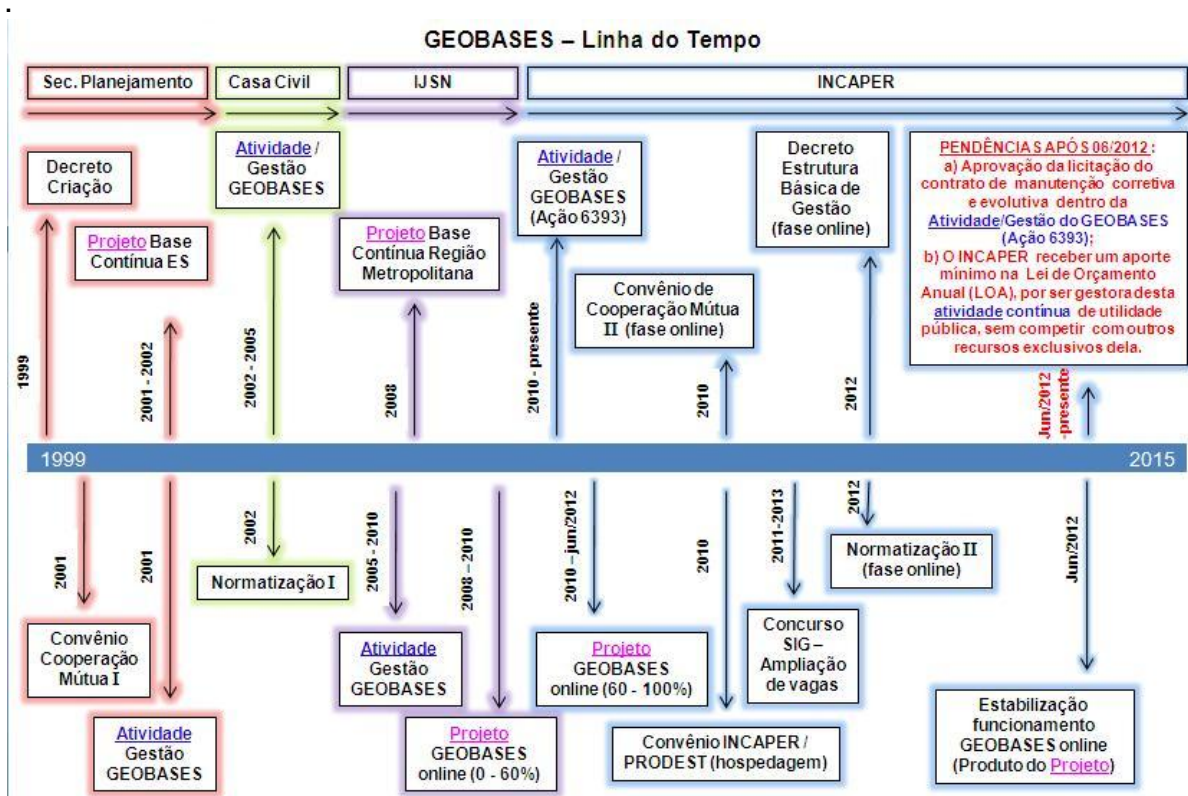 .
GEOBASES – Linha do Tempo
Sec. Planejamento
Casa Civil
IJSN
INCAPER
Decreto
Criação
Projeto Base
Contínua ES
Atividade /
Gestão
GEOBASES
Projeto Base
Contínua Região
Metropolitana
Atividade /
Gestão
GEOBASES
(Ação 6393)
Convênio de
Cooperação Mútua
II (fase online)
Decreto
Estrutura
Básica de
Gestão
(fase online)
PENDÊNCIAS APÓS 06/2012 :
a) Aprovação da licitação do
contrato de manutenção corretiva
e evolutiva dentro da
Atividade/Gestão do GEOBASES
(Ação 6393);
b) O INCAPER receber um aporte
mínimo na Lei de Orçamento
Anual (LOA), por ser gestora desta
atividade contínua de utilidade
pública, sem competir com outros
recursos exclusivos dela.
1999
2001 - 2002
2002 - 2005
2008
2010 - presente
2010
2012
Jun/2012
-presente
1999
2015
2001
2001
2002
2005 - 2010
2008 – 2010
2010 – jun/2012
2010
2011-2013
2012
Jun/2012
Convênio
Cooperação
Mútua I
Atividade
Gestão
GEOBASES
Normatização I
Atividade
Gestão
GEOBASES
Projeto
GEOBASES
online (0 - 60%)
Projeto
GEOBASES
online (60 - 100%)
Convênio INCAPER /
PRODEST (hospedagem)
Concurso
SIG –
Ampliação
de vagas
Normatização II
(fase online)
Estabilização
funcionamento
GEOBASES online
(Produto do Projeto)